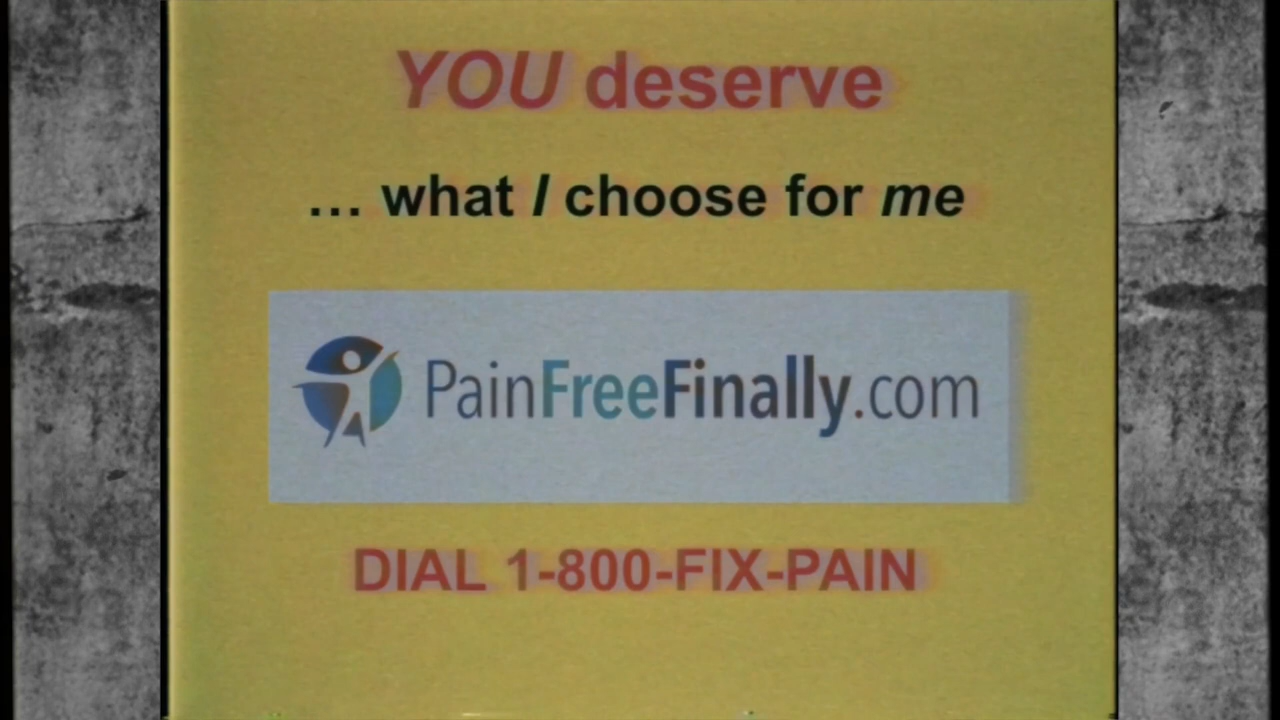 YOU deserve
... what I choose for me
PainFreeFinally.com
DIAL 1-800-FIX-PAIN